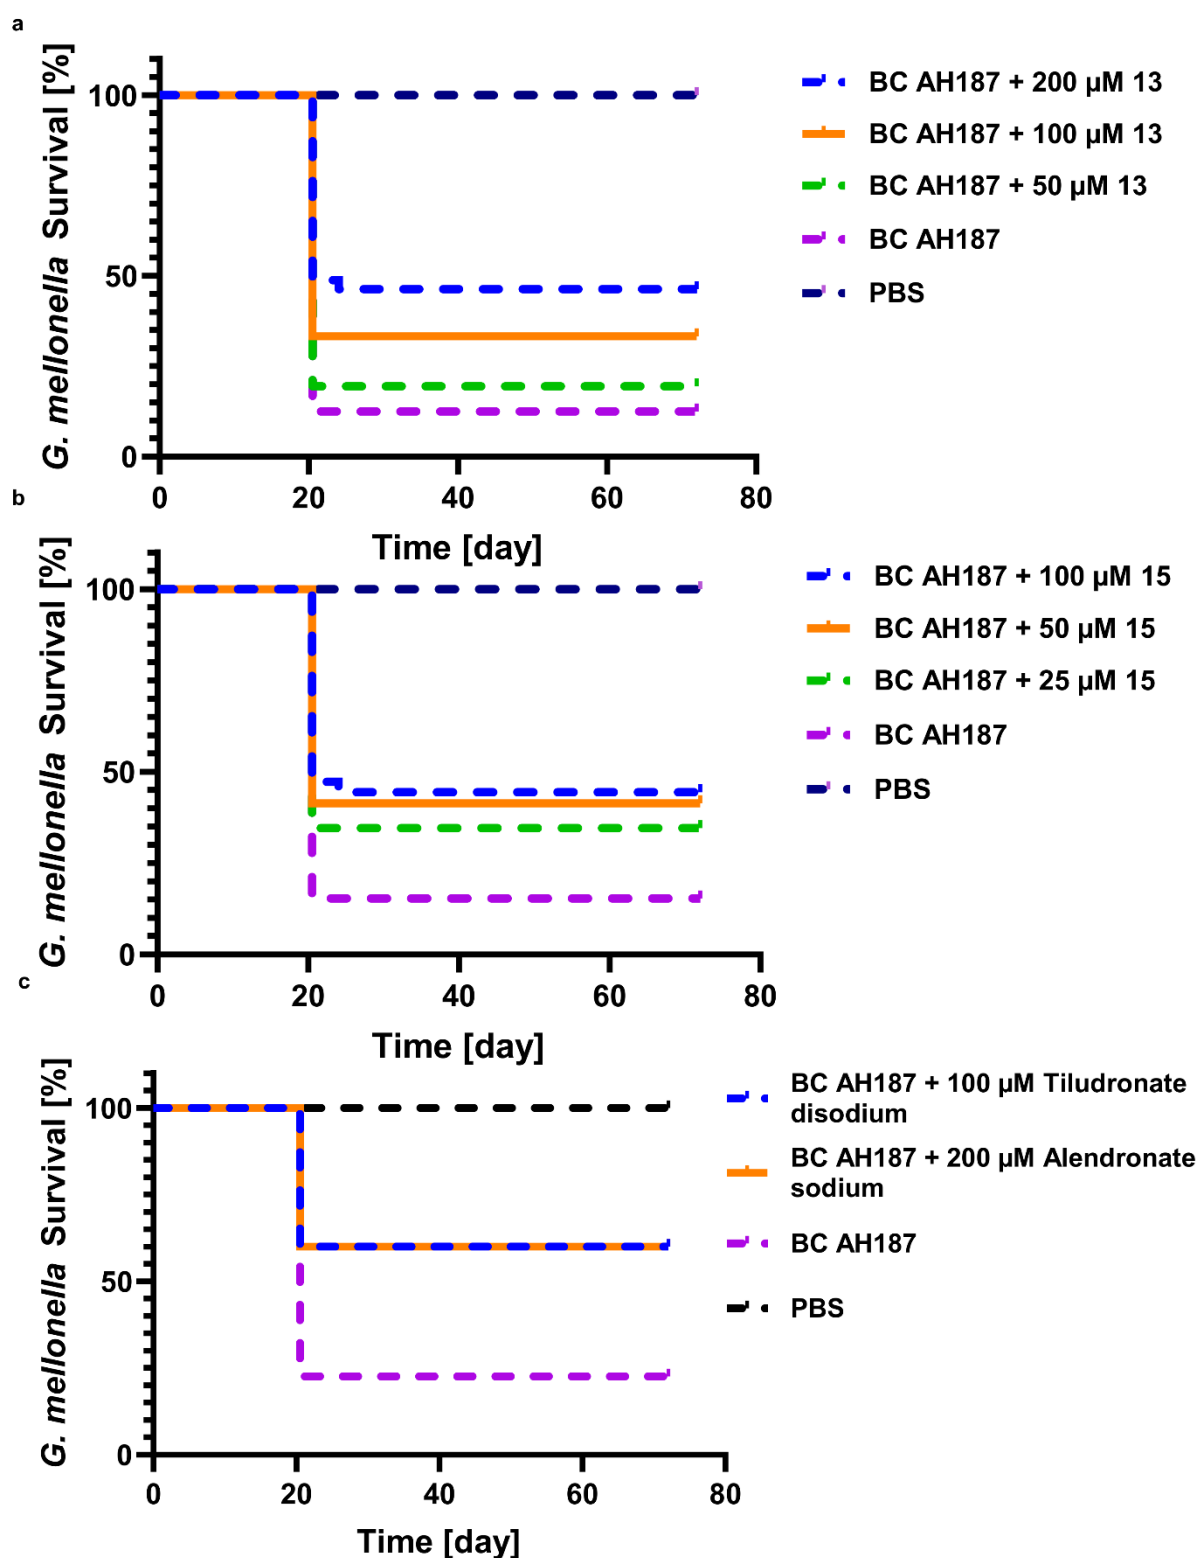 a
G. mellonella Survival [%]
100
50
0
0 20 40 60 80
Time [day]
BC AH187 + 200 µM 13
BC AH187 + 100 µM 13
BC AH187 + 50 µM 13
BC AH187
PBS
b
G. mellonella Survival [%]
100
50
0
0 20 40 60 80
Time [day]
BC AH187 + 100 µM 15
BC AH187 + 50 µM 15
BC AH187 + 25 µM 15
BC AH187
PBS
c
G. mellonella Survival [%]
100
50
0
0 20 40 60 80
Time [day]
BC AH187 + 100 µM Tiludronate
disodium
BC AH187 + 200 µM Alendronate
sodium
BC AH187
PBS